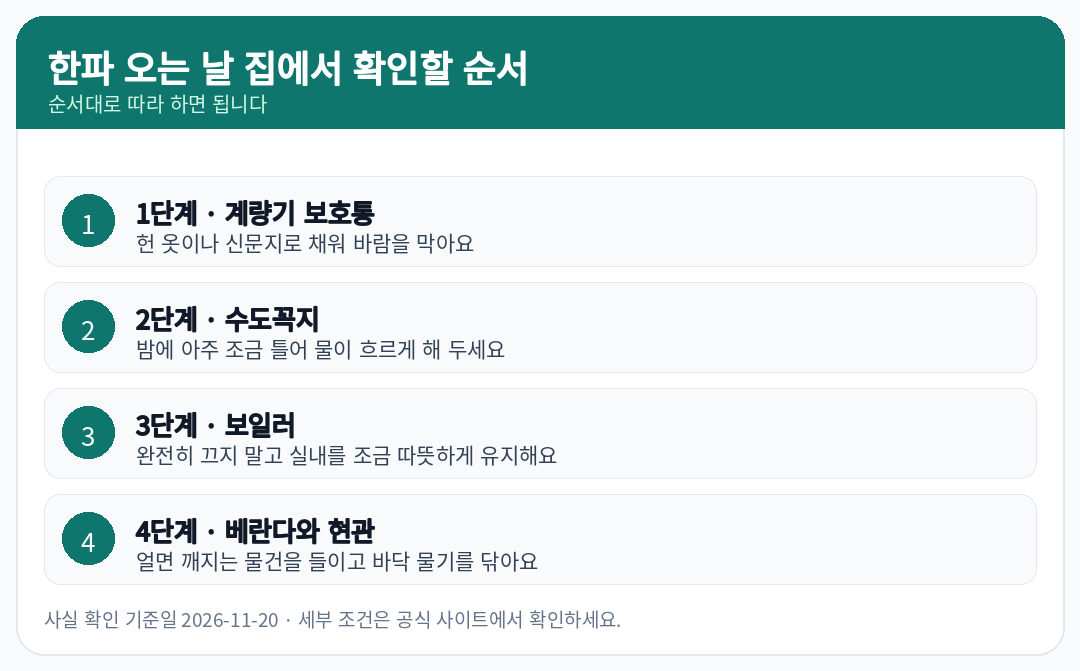 한파 오는 날 집에서 확인할 순서
순서대로 따라 하면 됩니다
1
1단계 · 계량기 보호통
헌 옷이나 신문지로 채워 바람을 막아요
2
2단계 · 수도꼭지
밤에 아주 조금 틀어 물이 흐르게 해 두세요
3
3단계 · 보일러
완전히 끄지 말고 실내를 조금 따뜻하게 유지해요
4
4단계 · 베란다와 현관
얼면 깨지는 물건을 들이고 바닥 물기를 닦아요
사실 확인 기준일 2026-11-20 · 세부 조건은 공식 사이트에서 확인하세요.